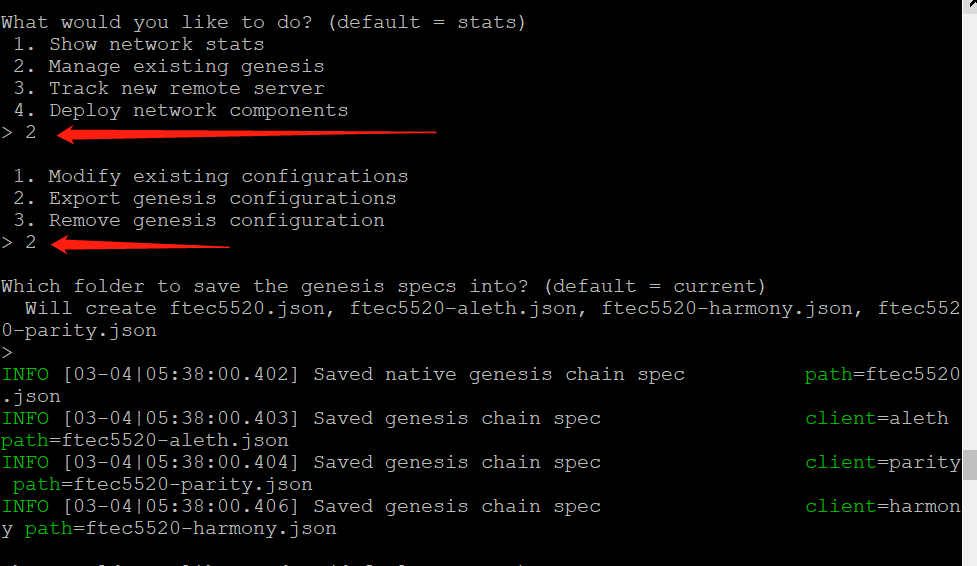 What would you like to do? (default = stats)
 1. Show network stats
 2. Manage existing genesis
 3. Track new remote server
 4. Deploy network components
> 2
 1. Modify existing configurations
 2. Export genesis configurations
 3. Remove genesis configuration
> 2
Which folder to save the genesis specs into? (default = current)
  Will create ftec5520.json, ftec5520-aleth.json, ftec5520-harmony.json, ftec552
0-parity.json
>
INFO [03-04|05:38:00.402] Saved native genesis chain spec          path=ftec5520
.json
INFO [03-04|05:38:00.403] Saved genesis chain spec                 client=aleth
path=ftec5520-aleth.json
INFO [03-04|05:38:00.404] Saved genesis chain spec                 client=parity
 path=ftec5520-parity.json
INFO [03-04|05:38:00.406] Saved genesis chain spec                 client=harmon
y path=ftec5520-harmony.json